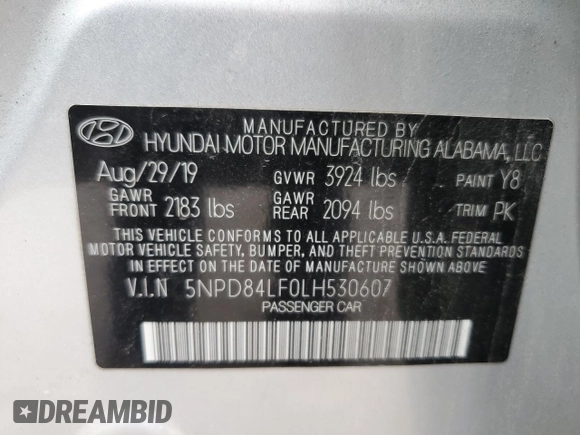 MANUFACTURED BY
HYUNDAI MOTOR MANUFACTURING ALABAMA, LLC
Aug/29/19 GVWR 3924 lbs PAINT Y8
GAWR FRONT 2183 lbs GAWR REAR 2094 lbs TRIM PK
THIS VEHICLE CONFORMS TO ALL APPLICABLE U.S.A. FEDERAL
MOTOR VEHICLE SAFETY, BUMPER, AND THEFT PREVENTION STANDARDS
IN EFFECT ON THE DATE OF MANUFACTURE SHOWN ABOVE.
V.I.N 5NPD84LF0LH530607
PASSENGER CAR
DREAMBID